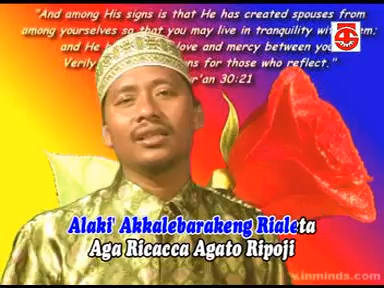 "And among His signs is that He has created spouses from
among yourselves so that you may live in tranquility with them;
and He love and mercy between you
Verily ns for those who reflect."
ur'an 30:21
Alaki' Akkalebarakeng Rialeta
Aga Ricacca Agato Ripoji
inminds.com